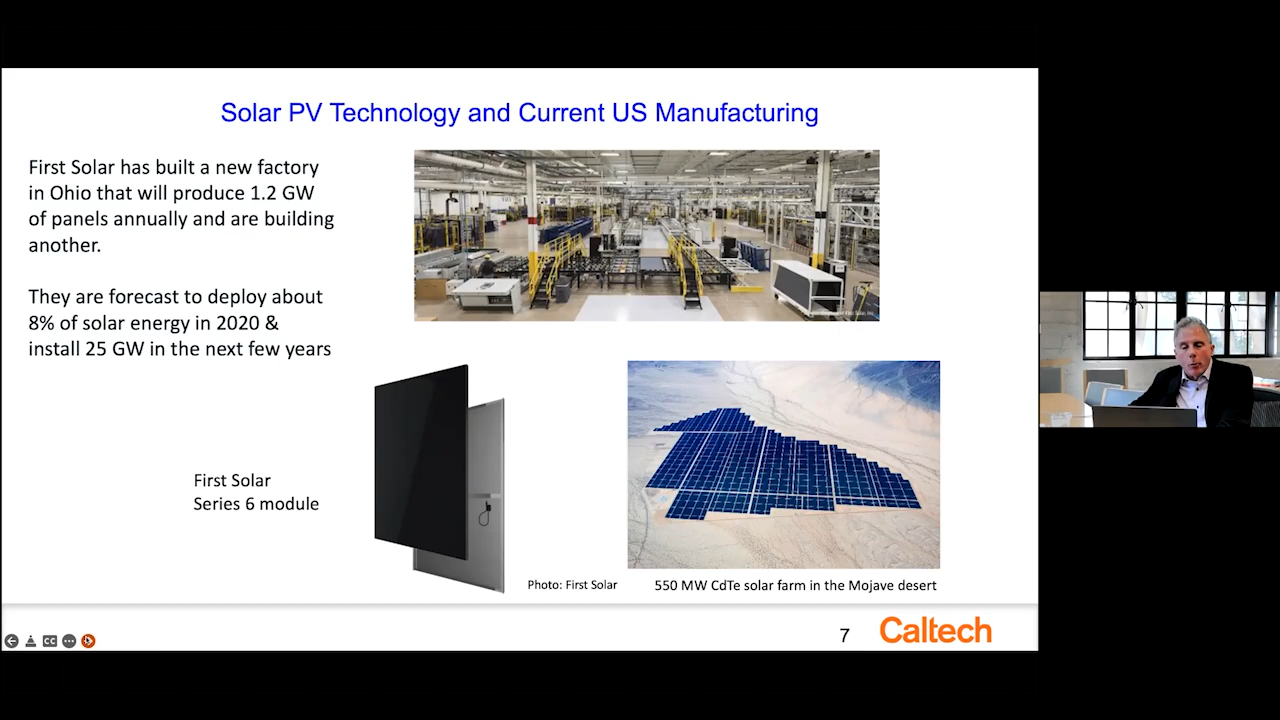 Solar PV Technology and Current US Manufacturing
First Solar has built a new factory
in Ohio that will produce 1.2 GW
of panels annually and are building
another.
They are forecast to deploy about
8% of solar energy in 2020 &
install 25 GW in the next few years
First Solar
Series 6 module
Photo: First Solar
550 MW CdTe solar farm in the Mojave desert
CC
7
Caltech